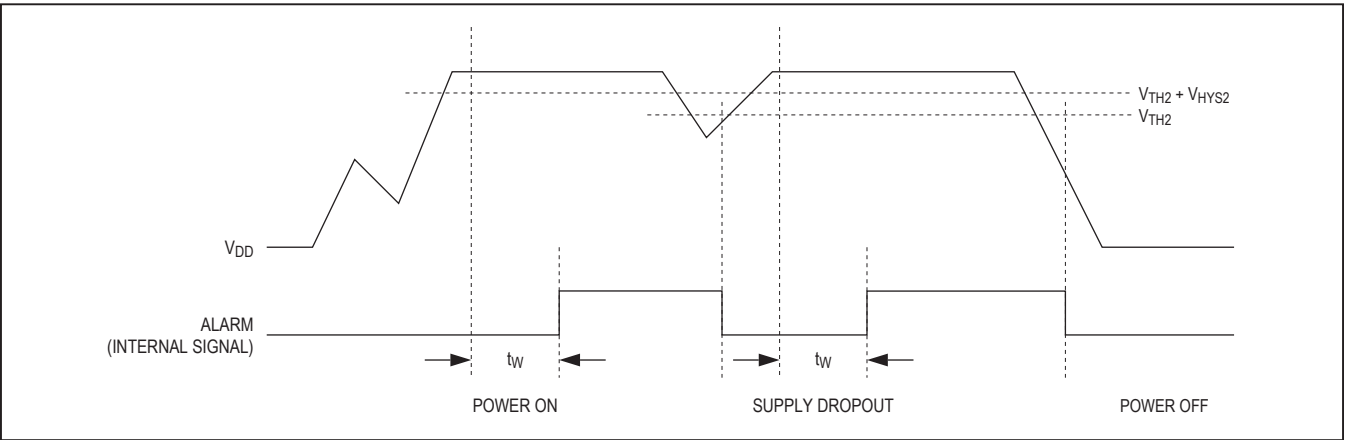 VTH2 + VHYS2
VTH2
VDD
ALARM
(INTERNAL SIGNAL)
tW
tW
POWER ON
SUPPLY DROPOUT
POWER OFF